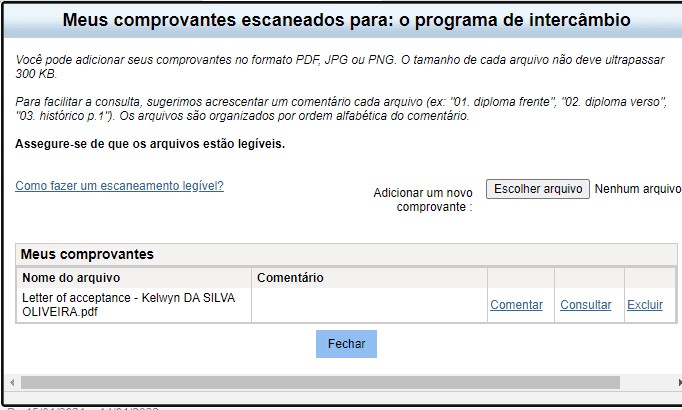 Meus comprovantes escaneados para: o programa de intercâmbio
Você pode adicionar seus comprovantes no formato PDF, JPG ou PNG. O tamanho de cada arquivo não deve ultrapassar
300 KB.
Para facilitar a consulta, sugerimos acrescentar um comentário cada arquivo (ex: "01. diploma frente", "02. diploma verso",
"03. histórico p.1"). Os arquivos são organizados por ordem alfabética do comentário.
Assegure-se de que os arquivos estão legíveis.
Como fazer um escaneamento legível?
Adicionar um novo
comprovante :
Escolher arquivo Nenhum arquivo
Meus comprovantes
Nome do arquivo Comentário
Letter of acceptance - Kelwyn DA SILVA
OLIVEIRA.pdf
Comentar Consultar Excluir
Fechar